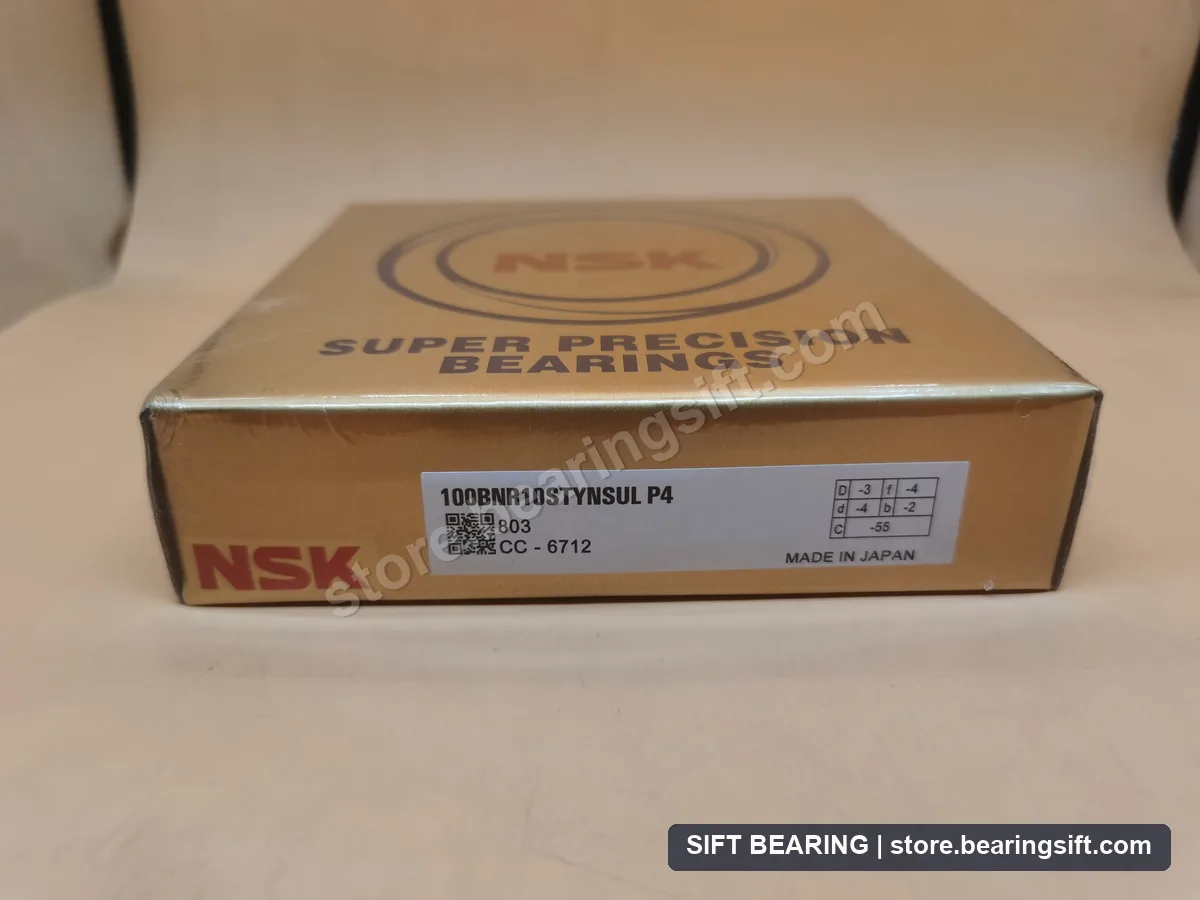 NSK
SUPER PRECISION
BEARINGS
store.bearingsift.com
100BNR10STYNSUL P4
803
CC - 6712
D -3 f -4
d -4 b -2
C -55
MADE IN JAPAN
NSK
SIFT BEARING | store.bearingsift.com